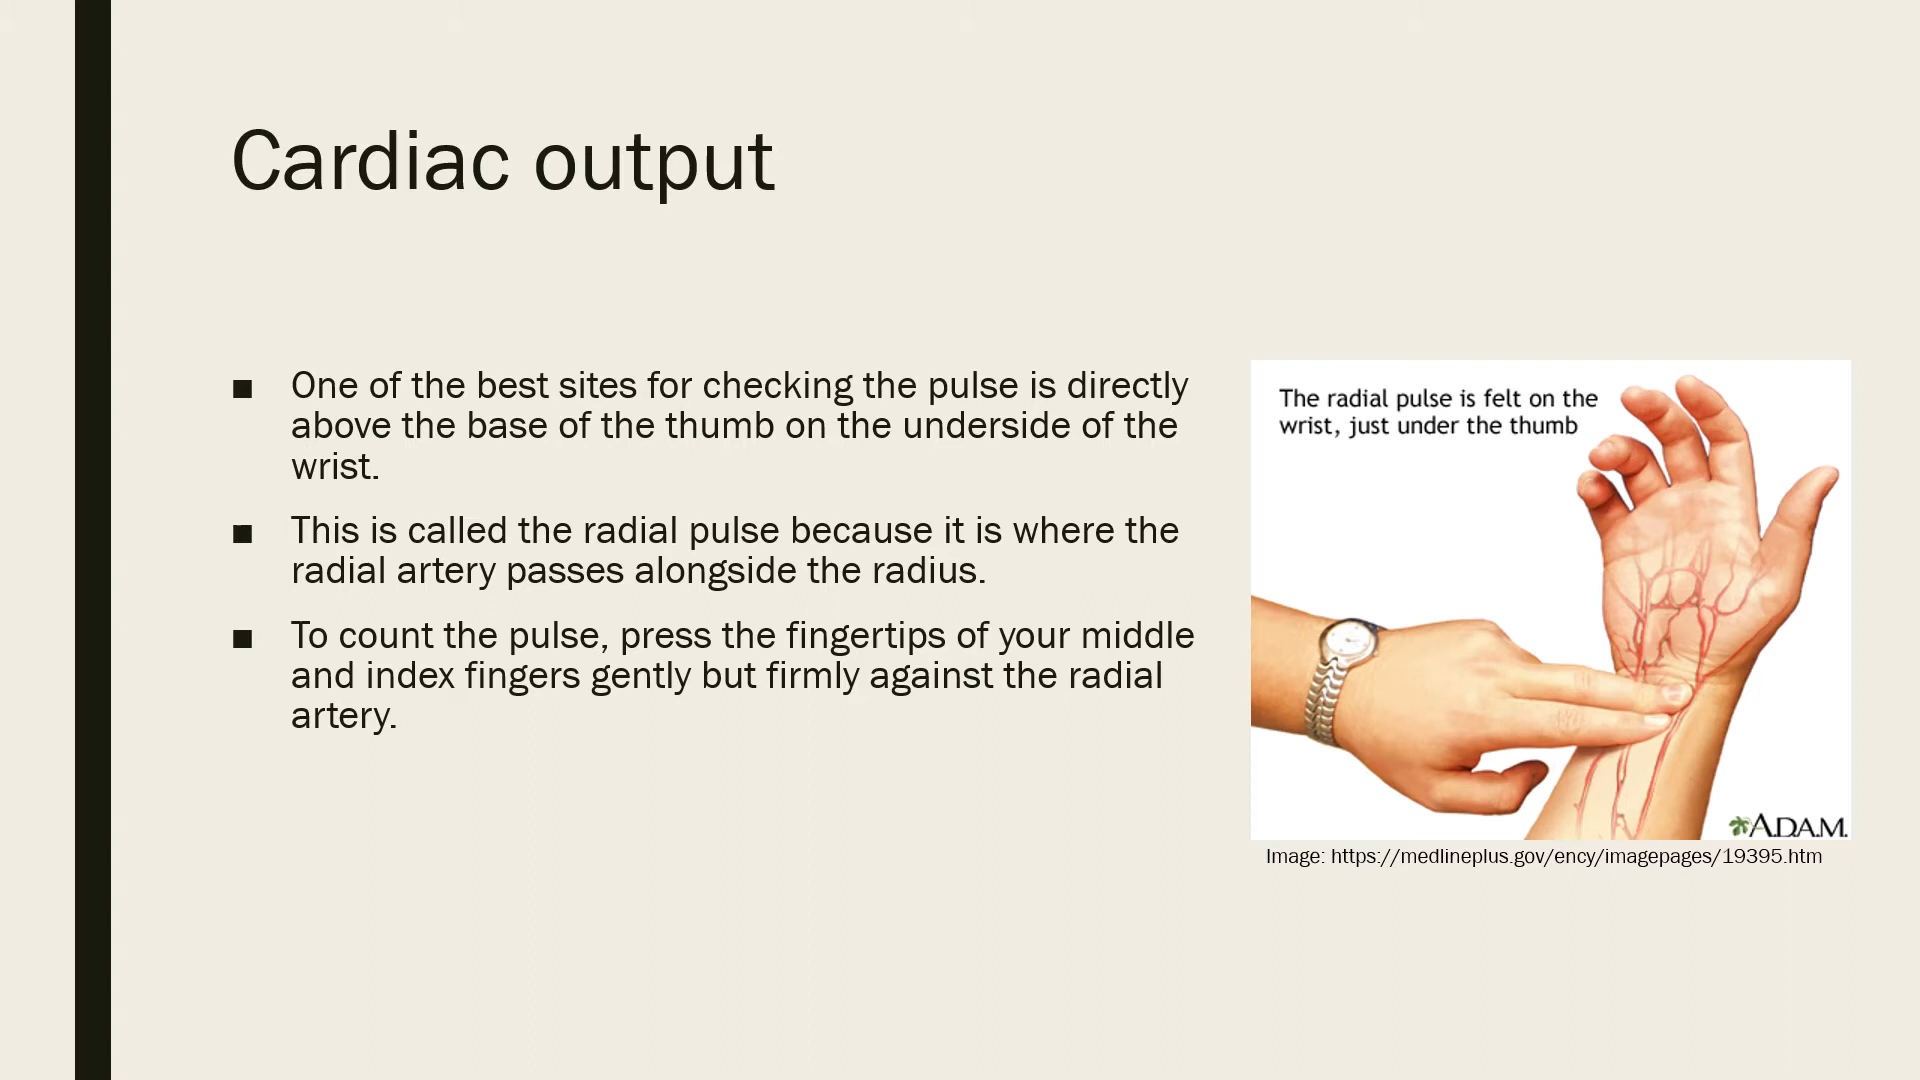 Cardiac output
■ One of the best sites for checking the pulse is directly
above the base of the thumb on the underside of the
wrist.
■ This is called the radial pulse because it is where the
radial artery passes alongside the radius.
■ To count the pulse, press the fingertips of your middle
and index fingers gently but firmly against the radial
artery.
The radial pulse is felt on the
wrist, just under the thumb
A.D.A.M.
Image: https://medlineplus.gov/ency/imagepages/19395.htm